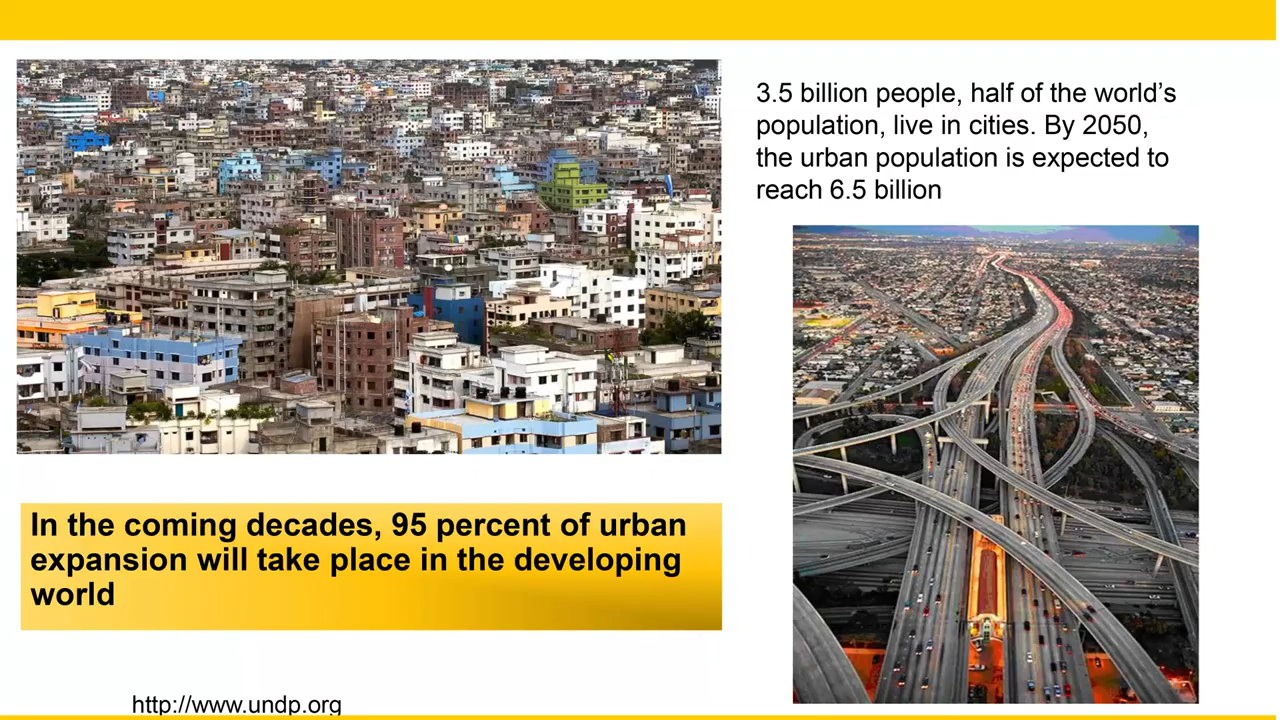 3.5 billion people, half of the world’s
population, live in cities. By 2050,
the urban population is expected to
reach 6.5 billion
In the coming decades, 95 percent of urban
expansion will take place in the developing
world
http://www.undp.org